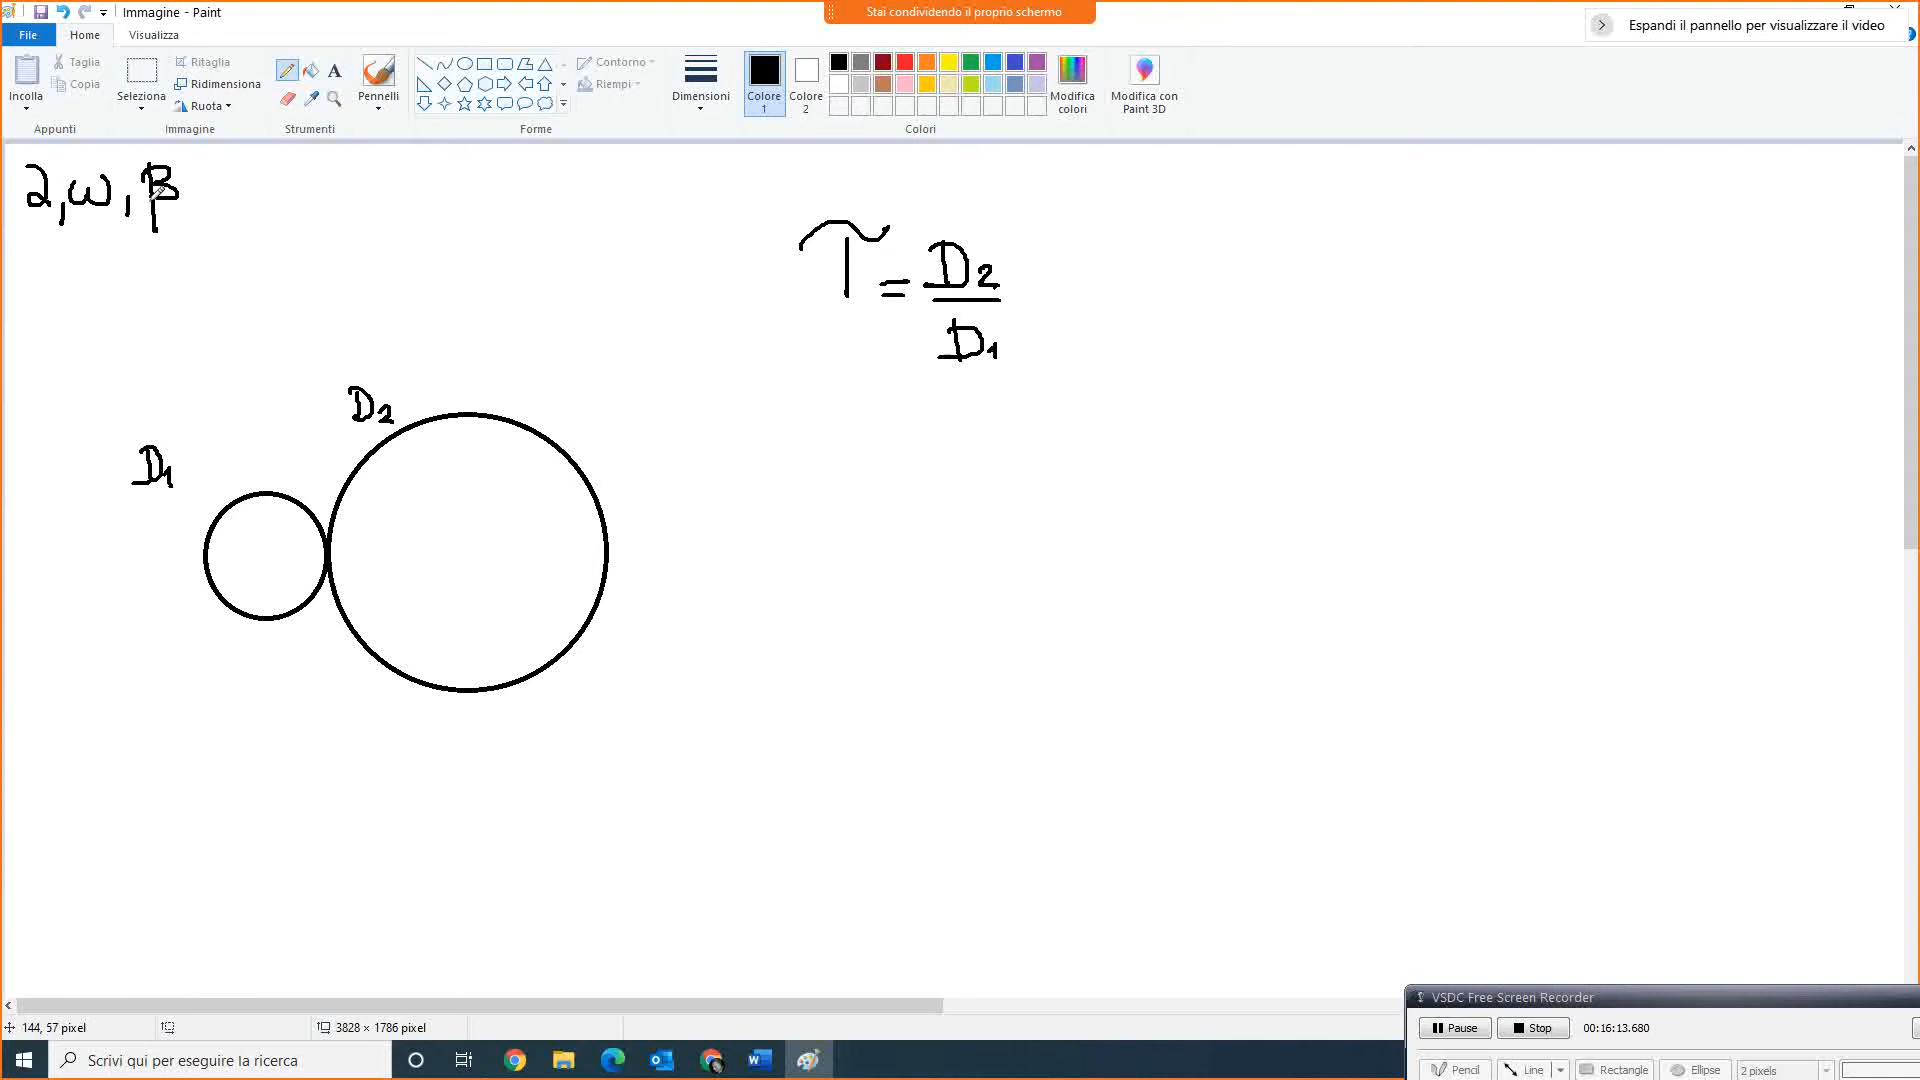 Immagine - Paint
Stai condividendo il proprio schermo
Espandi il pannello per visualizzare il video
File Home Visualizza
Incolla
Taglia
Copia
Appunti
Seleziona
Ritaglia
Ridimensiona
Ruota
Immagine
A
Strumenti
Pennelli
Contorno
Riempi
Forme
Dimensioni
Colore 1
Colore 2
Modifica colori
Modifica con Paint 3D
Colori
2, ω, β
τ = D2
D1
D2
D1
144, 57 pixel
3828 × 1786 pixel
VSDC Free Screen Recorder
Pause Stop 00:16:13.680
Pencil Line Rectangle Ellipse 2 pixels
Scrivi qui per eseguire la ricerca